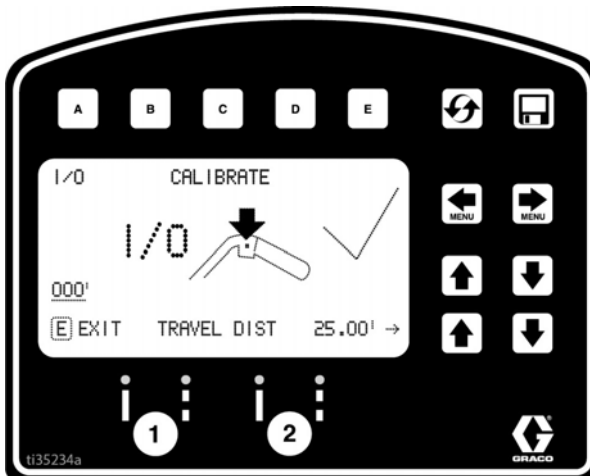 A B C D E
I/O CALIBRATE
MENU MENU
I/O
000'
E EXIT TRAVEL DIST 25.00' →
1 2
ti35234a
GRACO